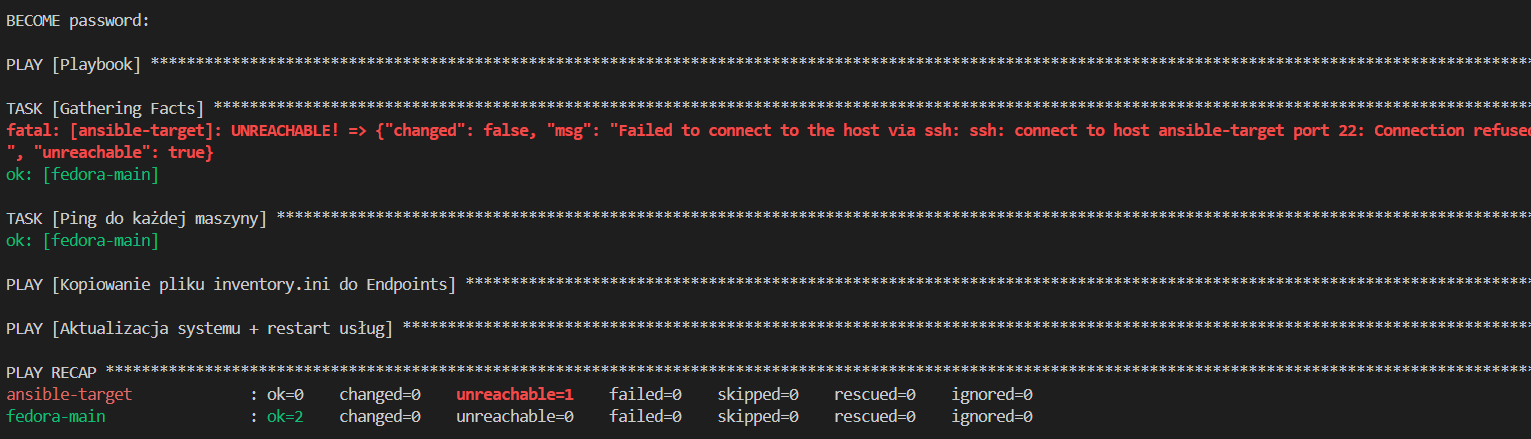 BECOME password:
PLAY [Playbook] ****************************************************************************************************************************************************************
TASK [Gathering Facts] *********************************************************************************************************************************************************
fatal: [ansible-target]: UNREACHABLE! => {"changed": false, "msg": "Failed to connect to the host via ssh: ssh: connect to host ansible-target port 22: Connection refused
", "unreachable": true}
ok: [fedora-main]
TASK [Ping do każdej maszyny] **************************************************************************************************************************************************
ok: [fedora-main]
PLAY [Kopiowanie pliku inventory.ini do Endpoints] *****************************************************************************************************************************
PLAY [Aktualizacja systemu + restart usług] ************************************************************************************************************************************
PLAY RECAP *********************************************************************************************************************************************************************
ansible-target             : ok=0    changed=0    unreachable=1    failed=0    skipped=0    rescued=0    ignored=0
fedora-main                : ok=2    changed=0    unreachable=0    failed=0    skipped=0    rescued=0    ignored=0